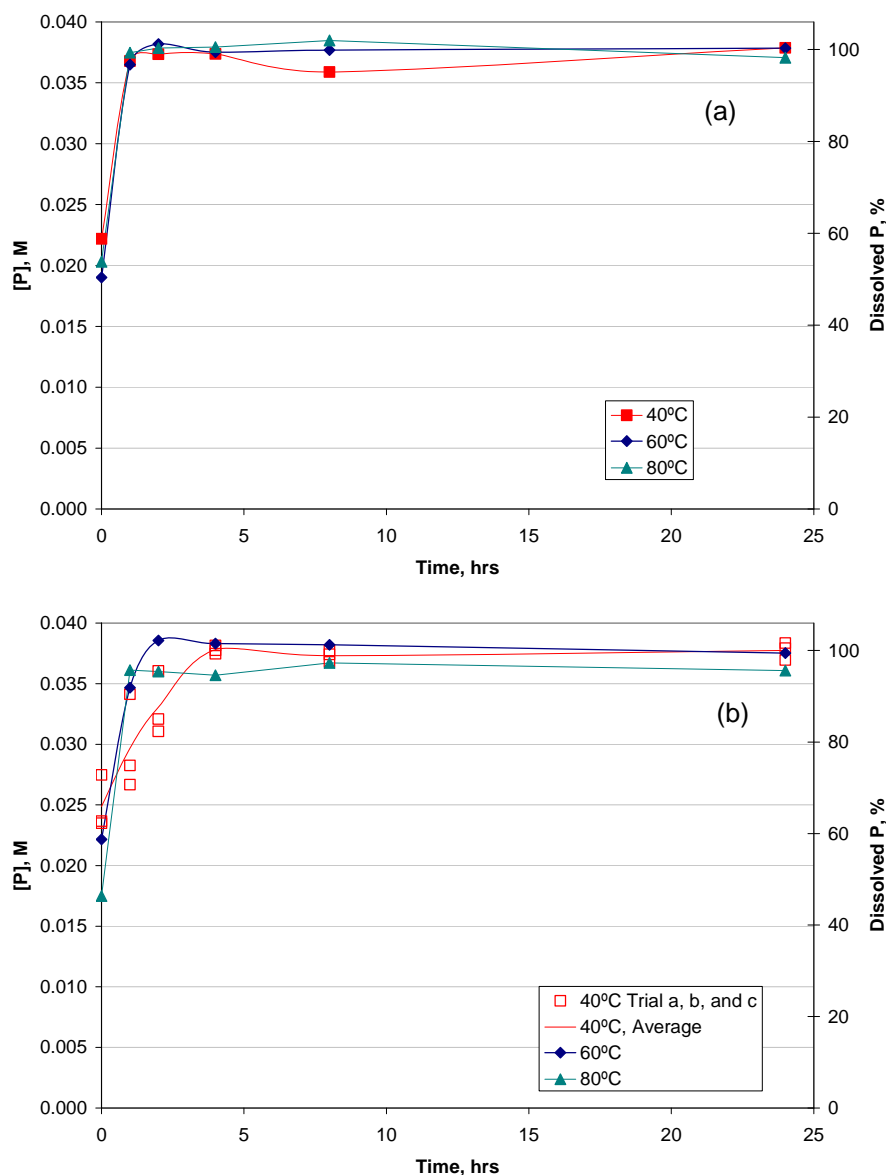 0.040
0.035
0.030
0.025
0.020
0.015
0.010
0.005
0.000
[P], M
100
80
60
40
20
0
Dissolved P, %
(a)
40ºC
60ºC
80ºC
0 5 10 15 20 25
Time, hrs
0.040
0.035
0.030
0.025
0.020
0.015
0.010
0.005
0.000
[P], M
100
80
60
40
20
0
Dissolved P, %
(b)
40ºC Trial a, b, and c
40ºC, Average
60ºC
80ºC
0 5 10 15 20 25
Time, hrs